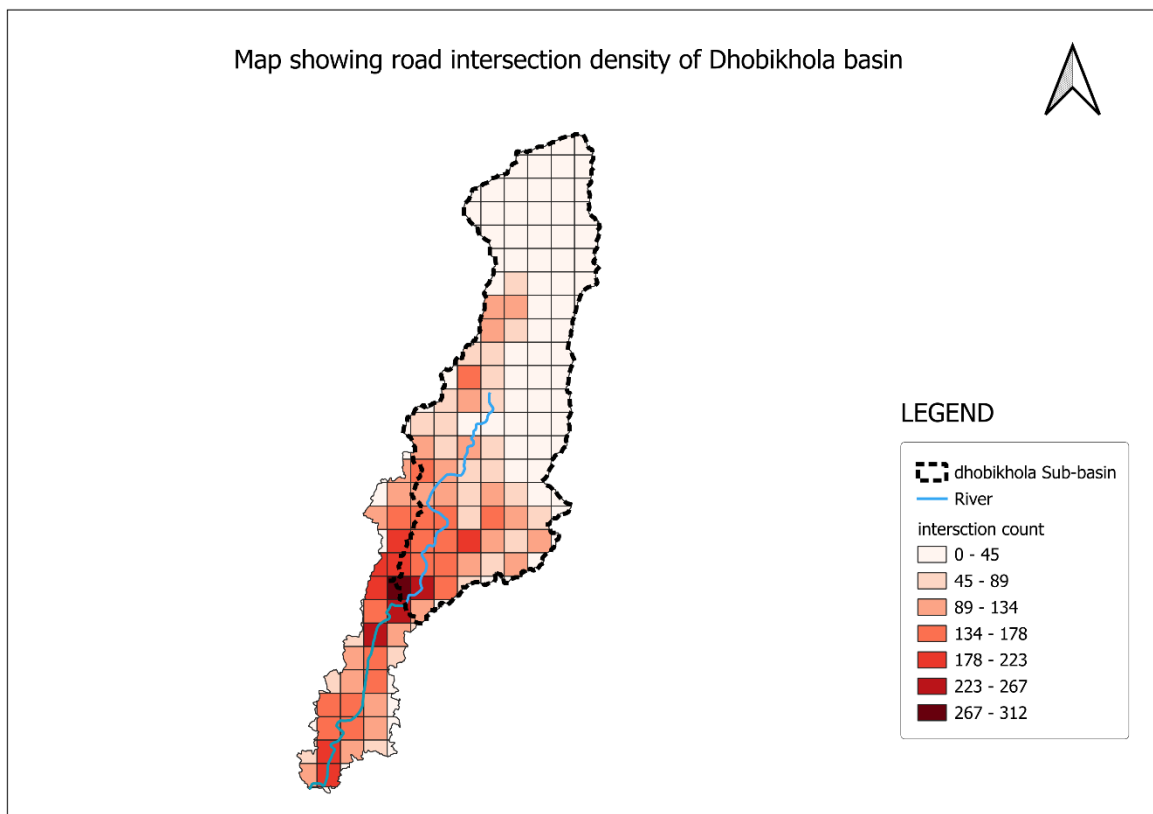 Map showing road intersection density of Dhobikhola basin
LEGEND
dhobikhola Sub-basin
River
intersction count
0 - 45
45 - 89
89 - 134
134 - 178
178 - 223
223 - 267
267 - 312